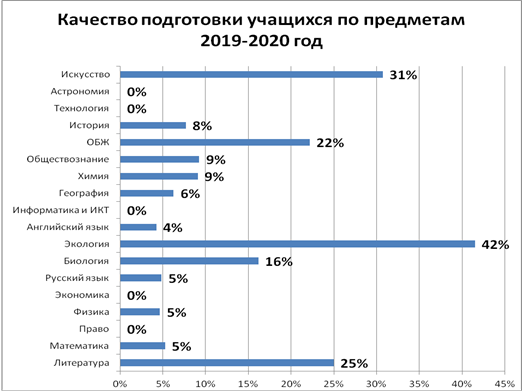 Качество подготовки учащихся по предметам
2019-2020 год
Искусство 31%
Астрономия 0%
Технология 0%
История 8%
ОБЖ 22%
Обществознание 9%
Химия 9%
География 6%
Информатика и ИКТ 0%
Английский язык 4%
Экология 42%
Биология 16%
Русский язык 5%
Экономика 0%
Физика 5%
Право 0%
Математика 5%
Литература 25%
0% 5% 10% 15% 20% 25% 30% 35% 40% 45%